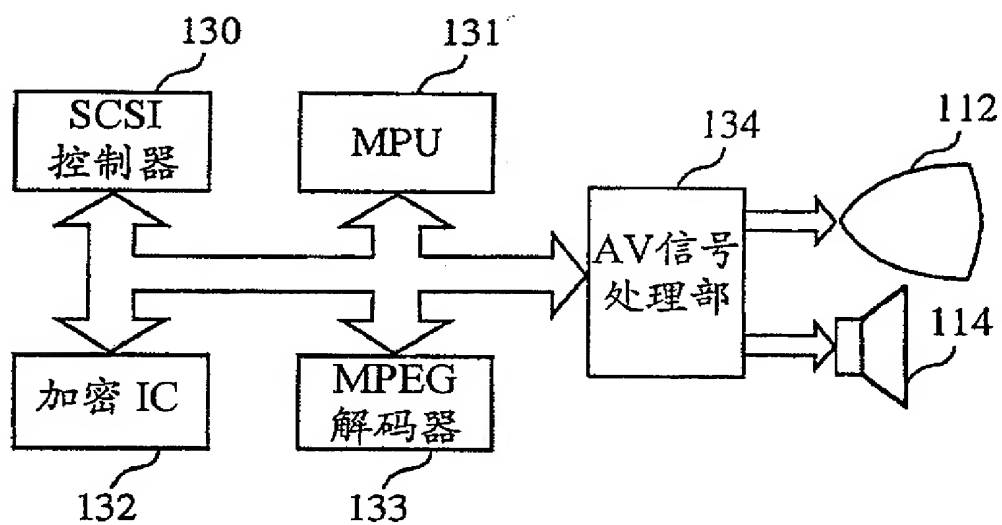 130
SCSI
控制器
131
MPU
134
AV信号
处理部
112
114
加密 IC
132
MPEG
解码器
133